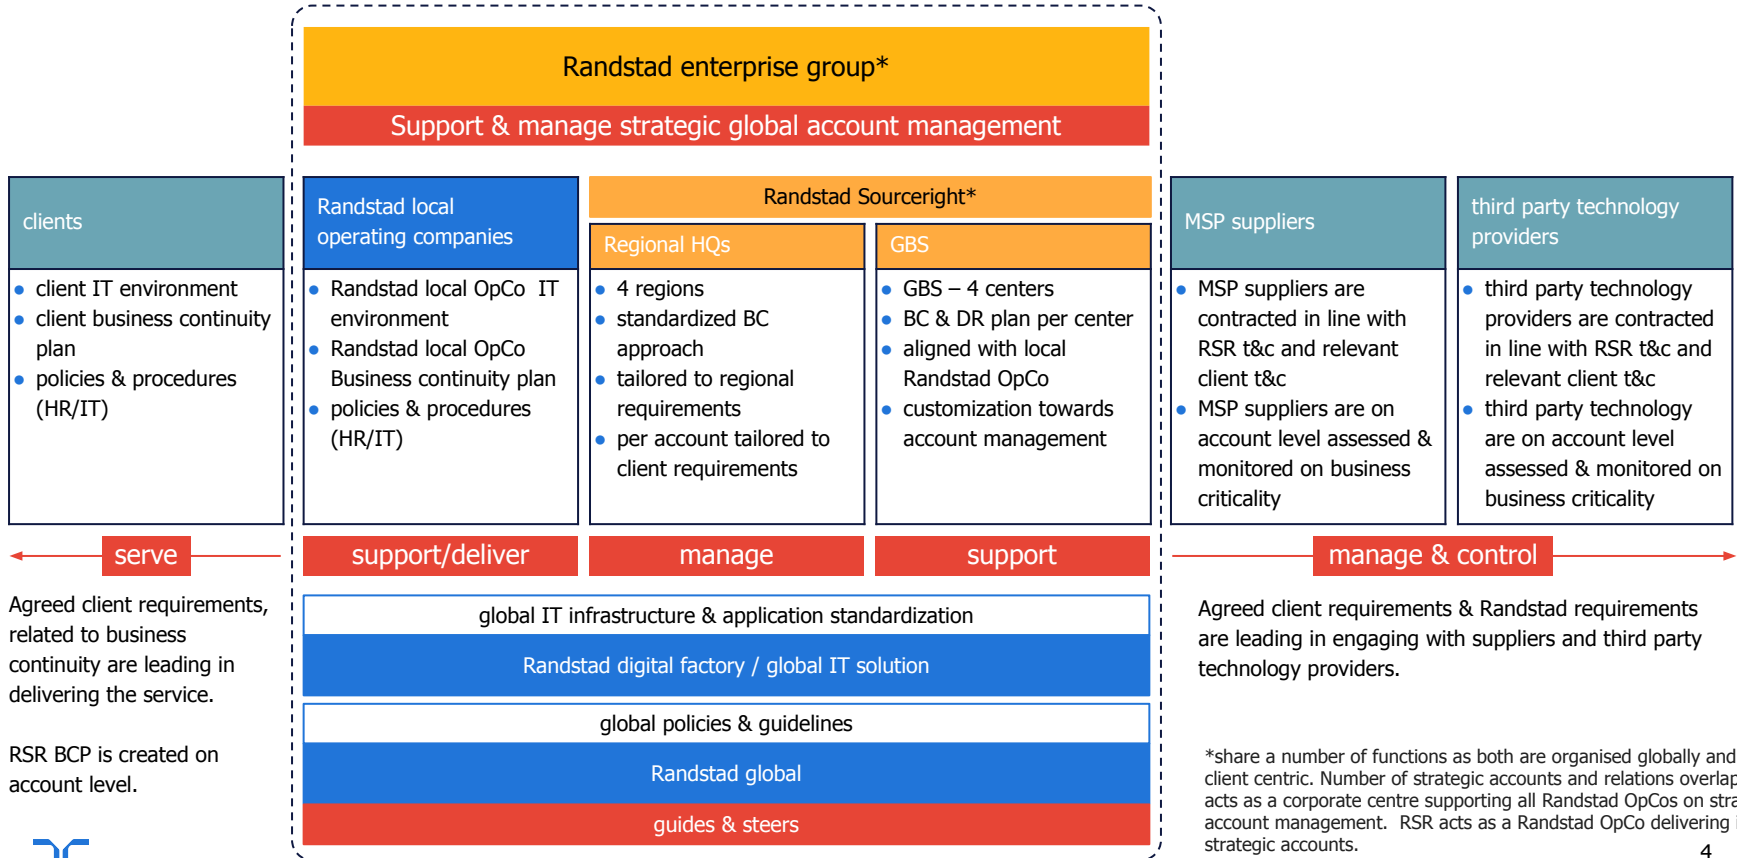 Randstad enterprise group*
Support & manage strategic global account management
clients
• client IT environment
• client business continuity
plan
• policies & procedures
(HR/IT)
Randstad local
operating companies
• Randstad local OpCo  IT
environment
• Randstad local OpCo
Business continuity plan
• policies & procedures
(HR/IT)
Randstad Sourceright*
Regional HQs
• 4 regions
• standardized BC
approach
• tailored to regional
requirements
• per account tailored to
client requirements
GBS
• GBS – 4 centers
• BC & DR plan per center
• aligned with local
Randstad OpCo
• customization towards
account management
MSP suppliers
• MSP suppliers are
contracted in line with
RSR t&c and relevant
client t&c
• MSP suppliers are on
account level assessed &
monitored on business
criticality
third party technology
providers
• third party technology
providers are contracted
in line with RSR t&c and
relevant client t&c
• third party technology
are on account level
assessed & monitored on
business criticality
serve
support/deliver
manage
support
manage & control
Agreed client requirements,
related to business
continuity are leading in
delivering the service.
RSR BCP is created on
account level.
global IT infrastructure & application standardization
Randstad digital factory / global IT solution
global policies & guidelines
Randstad global
guides & steers
Agreed client requirements & Randstad requirements
are leading in engaging with suppliers and third party
technology providers.
*share a number of functions as both are organised globally and
client centric. Number of strategic accounts and relations overlap
acts as a corporate centre supporting all Randstad OpCos on
account management.  RSR acts as a Randstad OpCo delivering
strategic accounts.
4